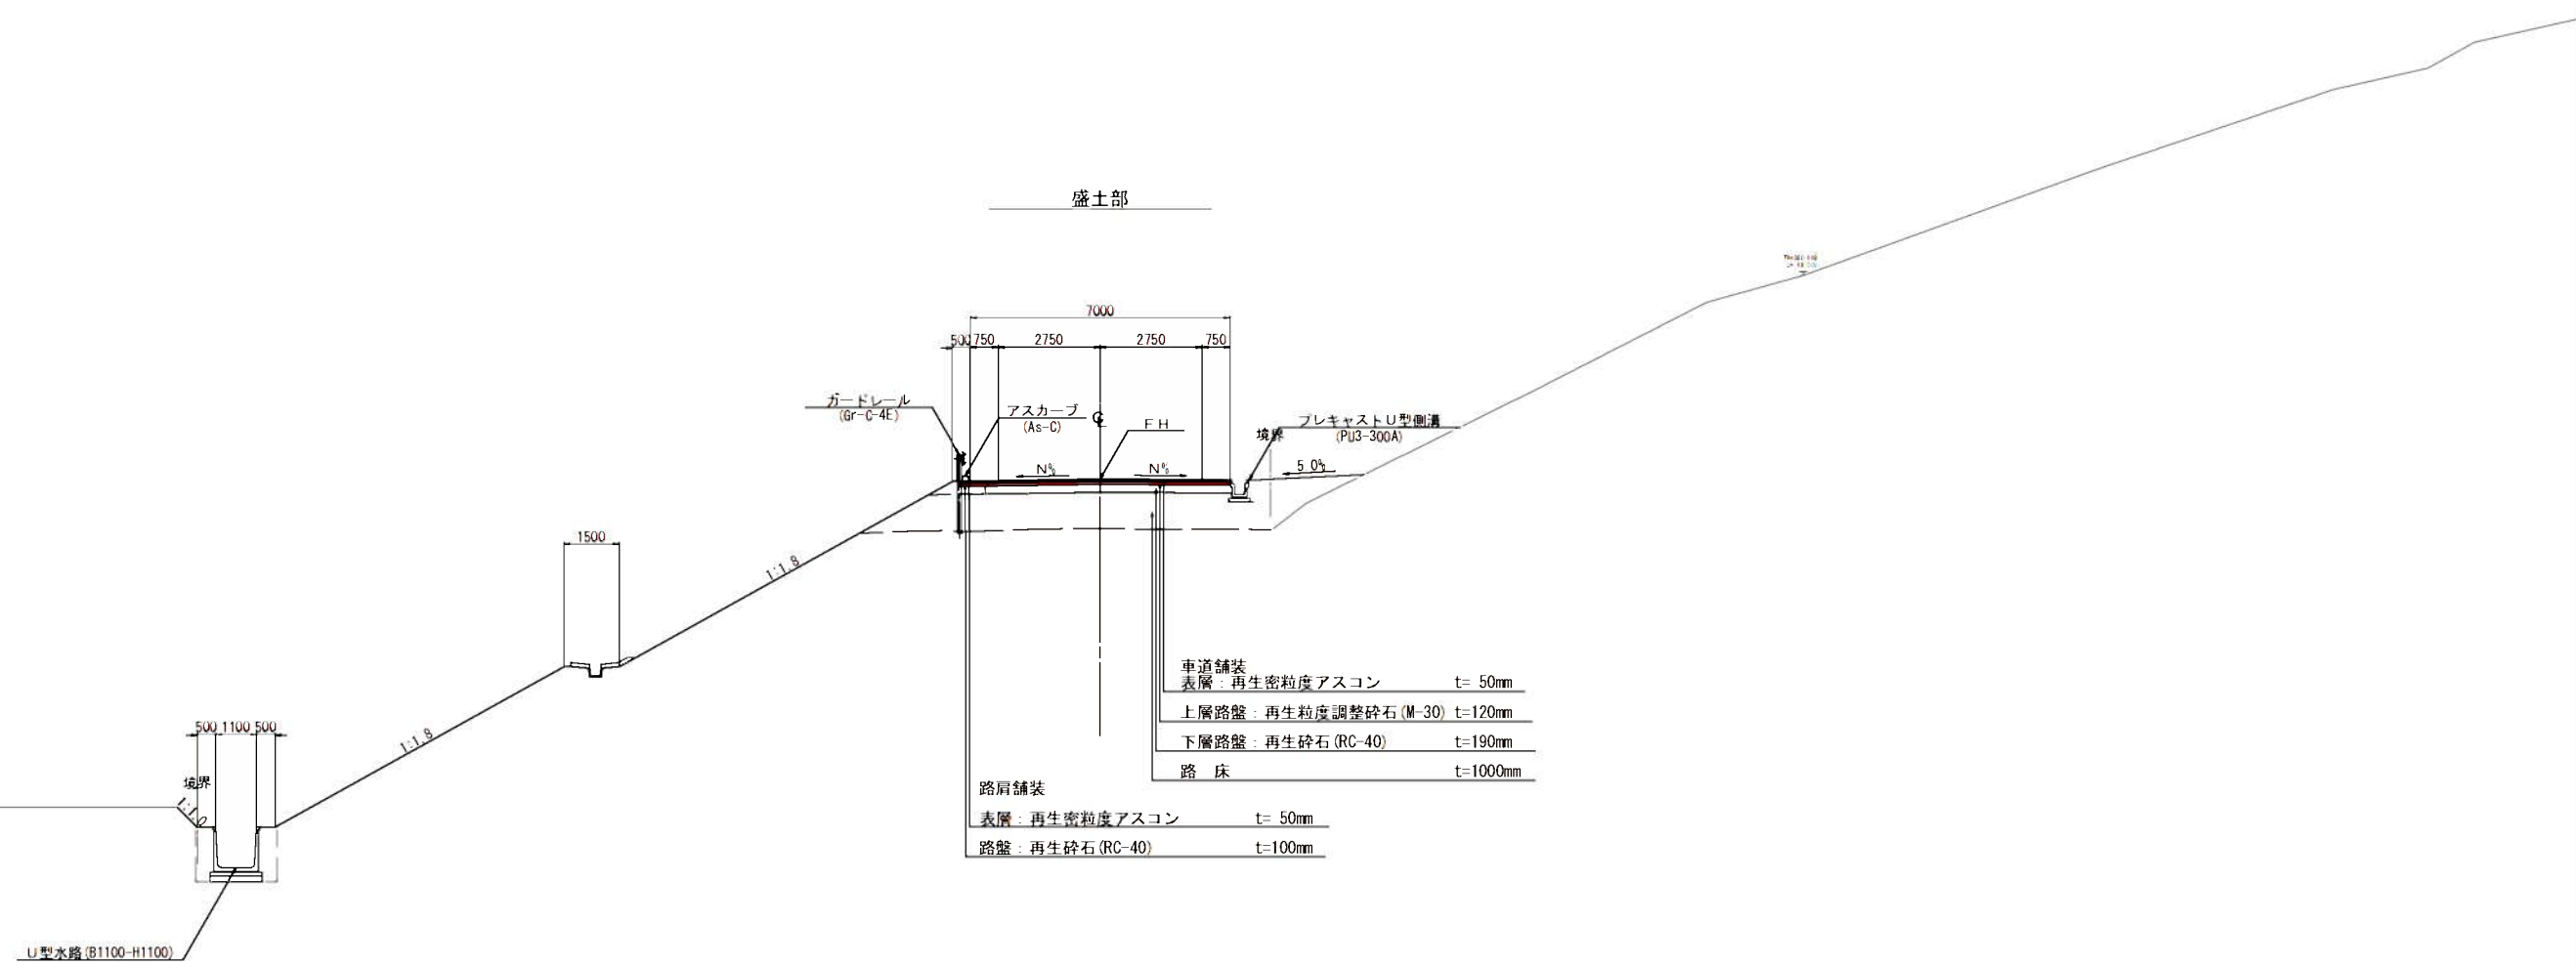 盛土部
7000
500 750 2750 2750 750
ガードレール
(Gr-C-4E)
アスカーブ
(As-C)
FH
境界
プレキャストU型側溝
(PU3-300A)
N%
N%
5 0%
1500
1:1.8
1:1.8
500 1100 500
境界
1:1.0
U型水路(B1100-H1100)
車道舗装
表層：再生密粒度アスコン t= 50mm
上層路盤：再生粒度調整砕石(M-30) t=120mm
下層路盤：再生砕石(RC-40) t=190mm
路 床 t=1000mm
路肩舗装
表層：再生密粒度アスコン t= 50mm
路盤：再生砕石(RC-40) t=100mm